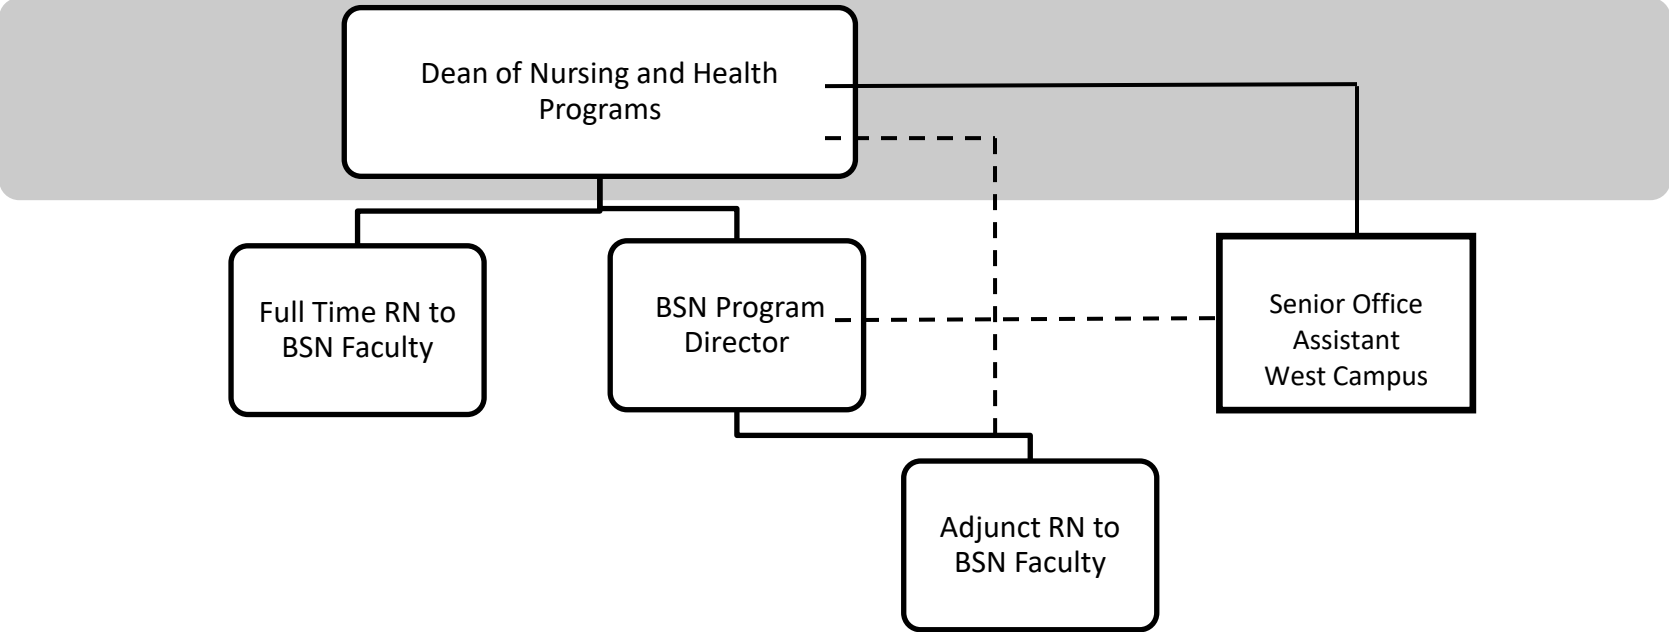 Dean of Nursing and Health
Programs
Full Time RN to
BSN Faculty
BSN Program
Director
Senior Office
Assistant
West Campus
Adjunct RN to
BSN Faculty